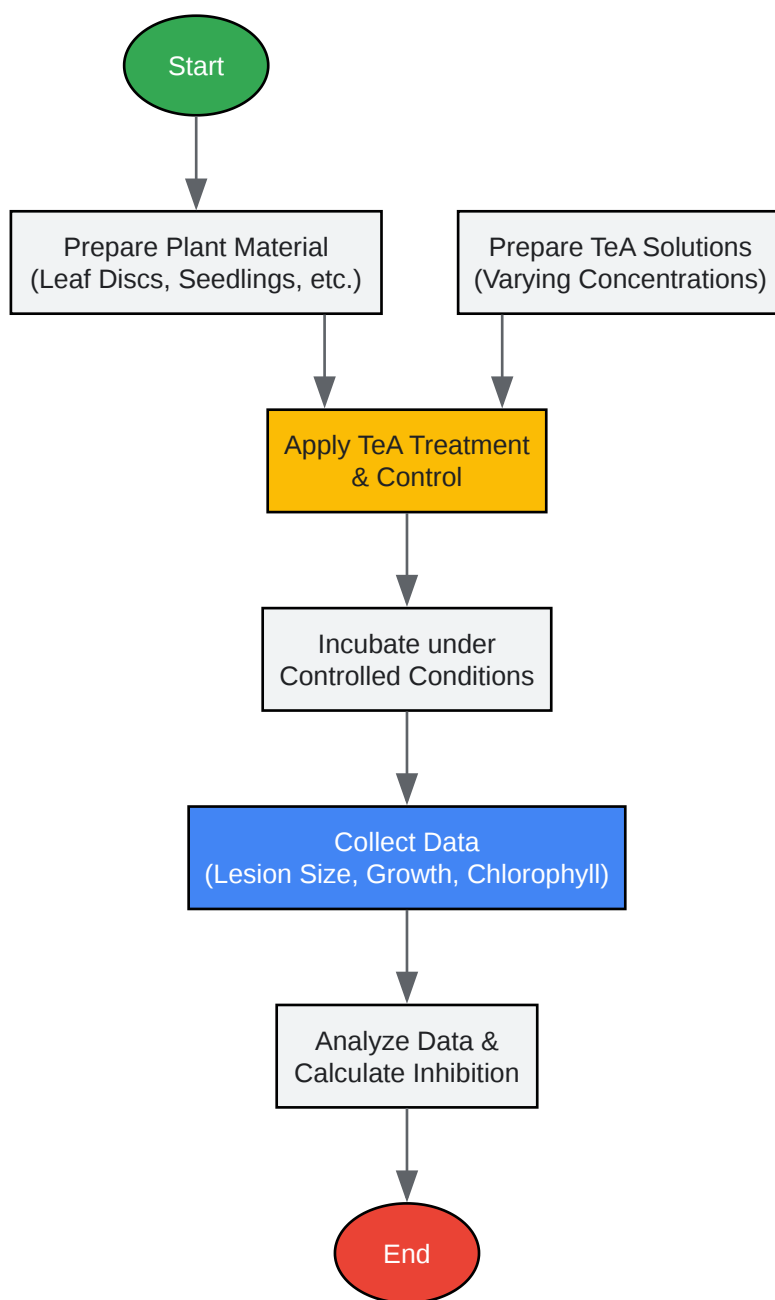 Start
Prepare Plant Material
(Leaf Discs, Seedlings, etc.)
Prepare TeA Solutions
(Varying Concentrations)
Apply TeA Treatment
& Control
Incubate under
Controlled Conditions
Collect Data
(Lesion Size, Growth, Chlorophyll)
Analyze Data &
Calculate Inhibition
End